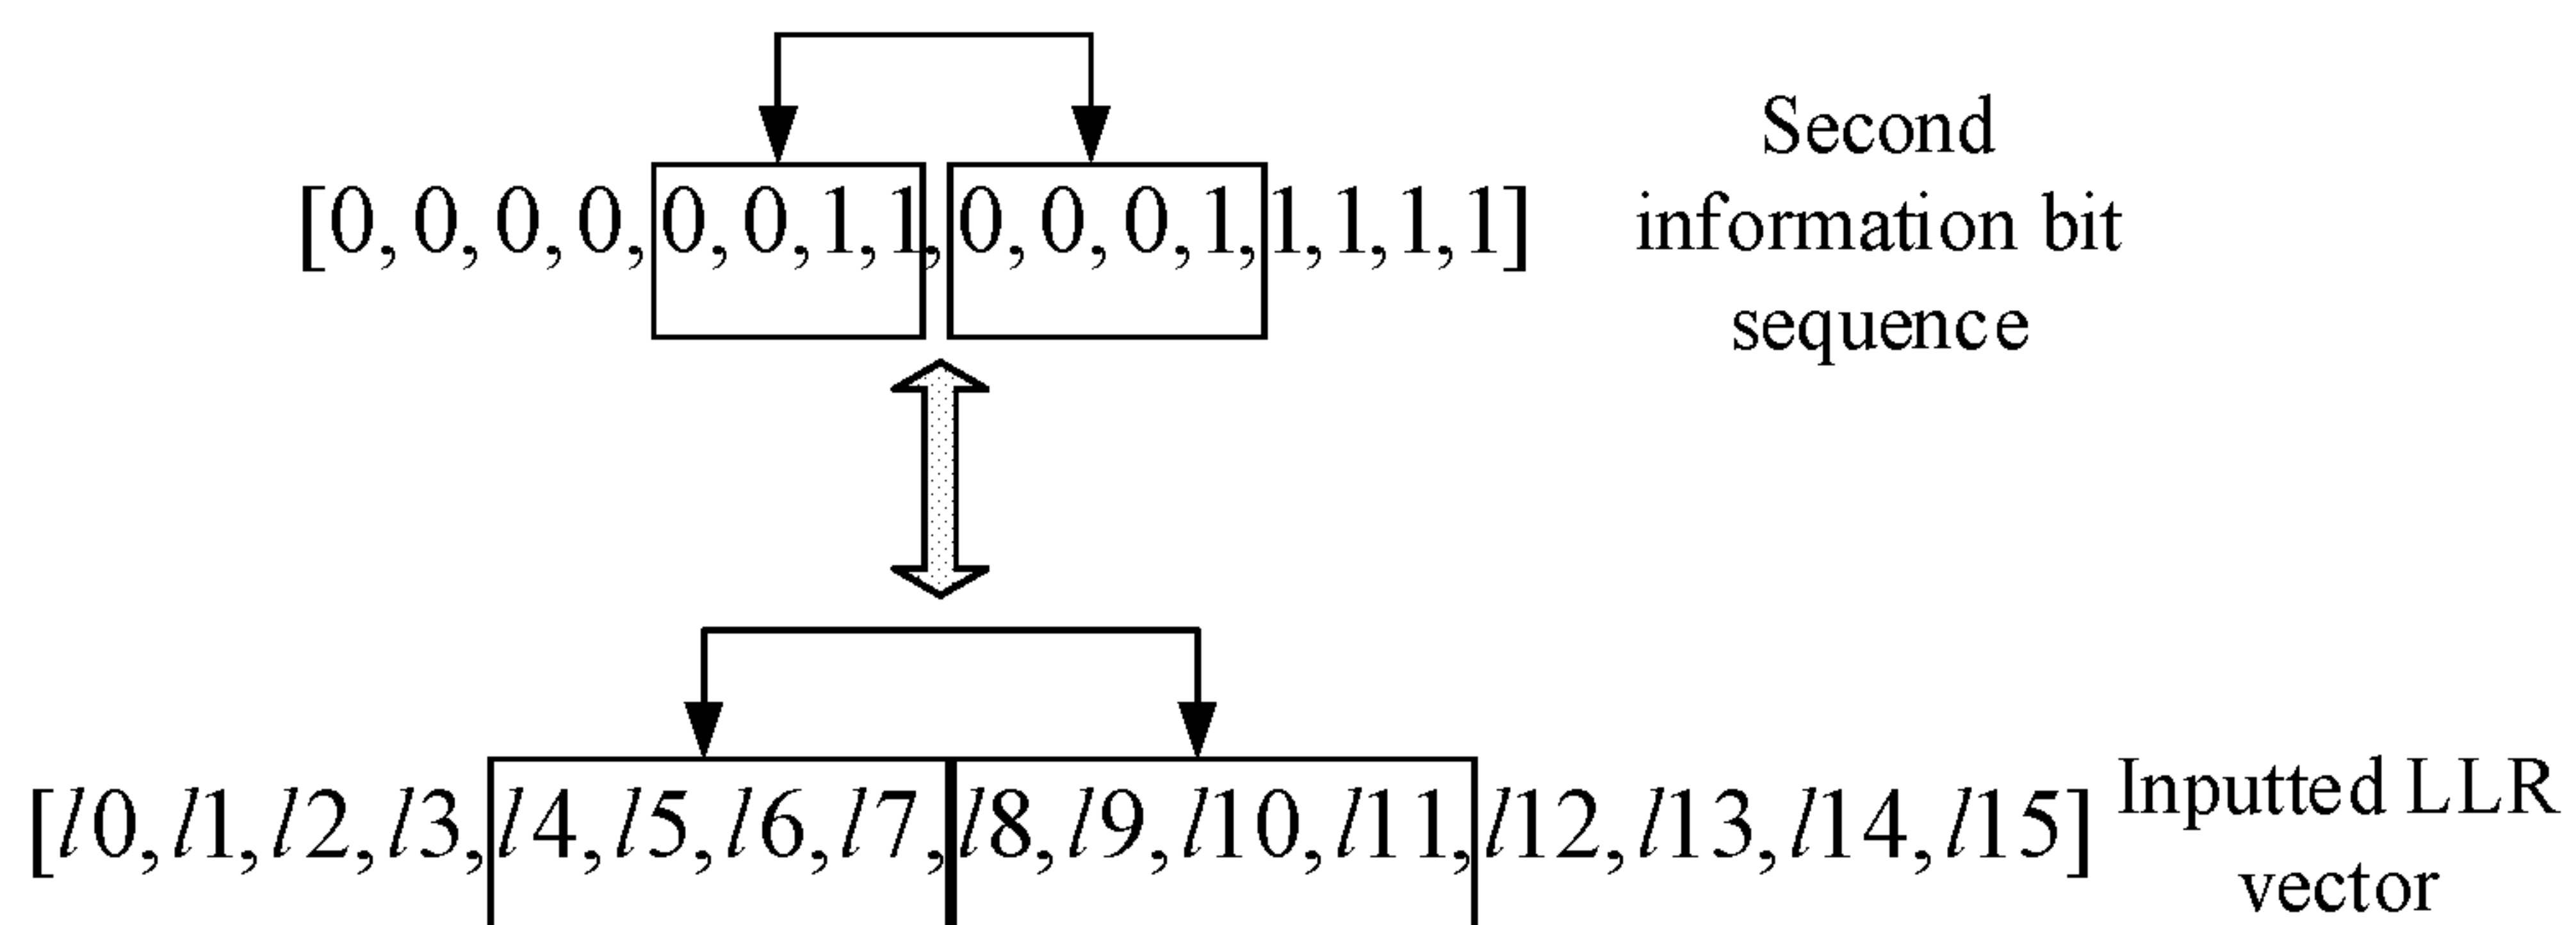 [0, 0, 0, 0, 0, 0, 1, 1, 0, 0, 0, 1, 1, 1, 1, 1]
Second
information bit
sequence
[l0, l1, l2, l3, l4, l5, l6, l7, l8, l9, l10, l11, l12, l13, l14, l15]
Inputted LLR
vector